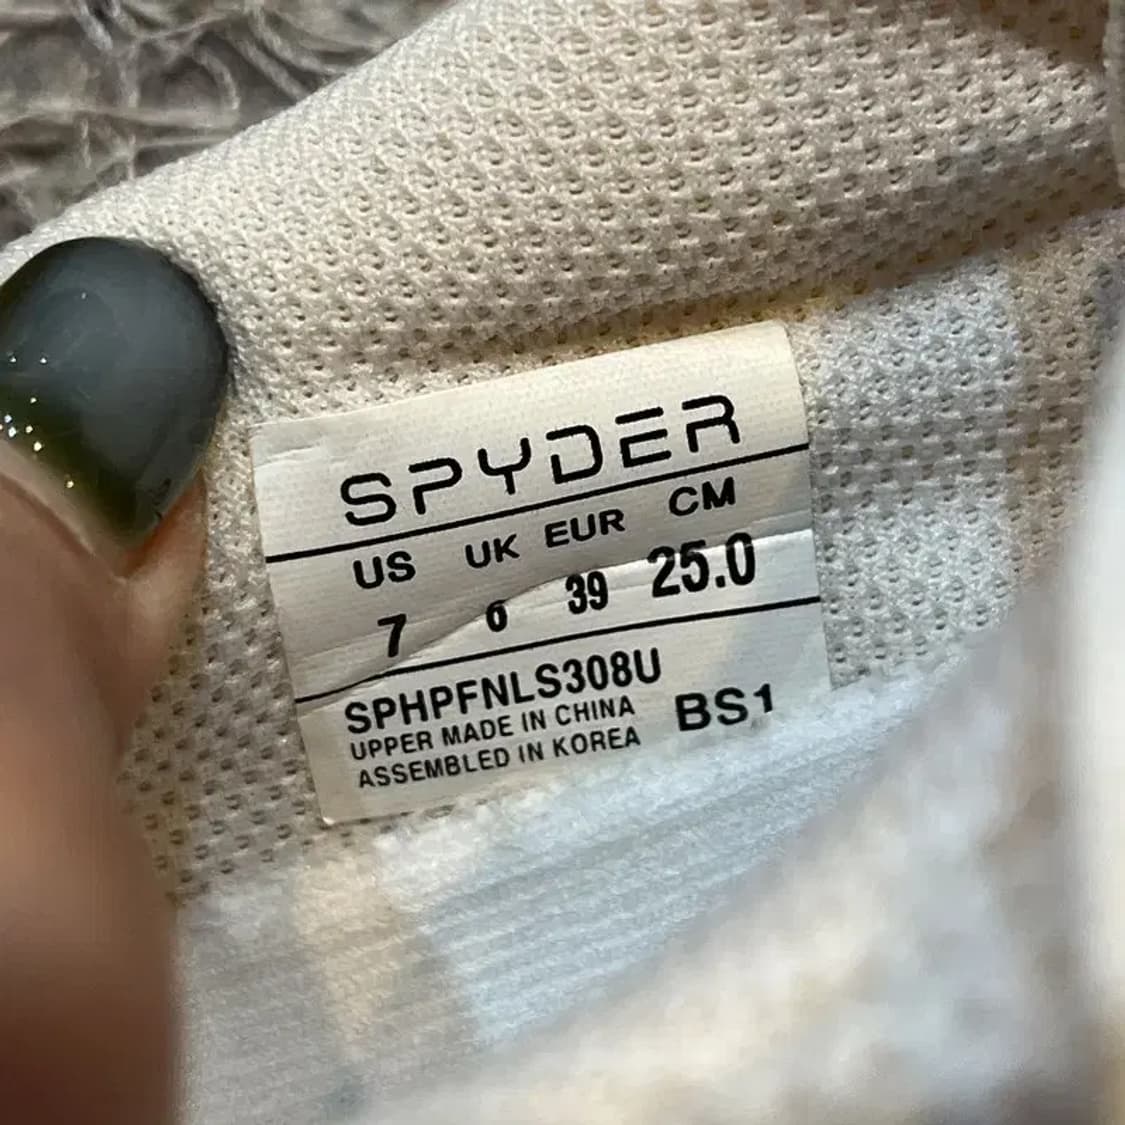 SPYDER
US UK EUR CM
7 6 39 25.0
SPHPFNLS308U
UPPER MADE IN CHINA BS1
ASSEMBLED IN KOREA